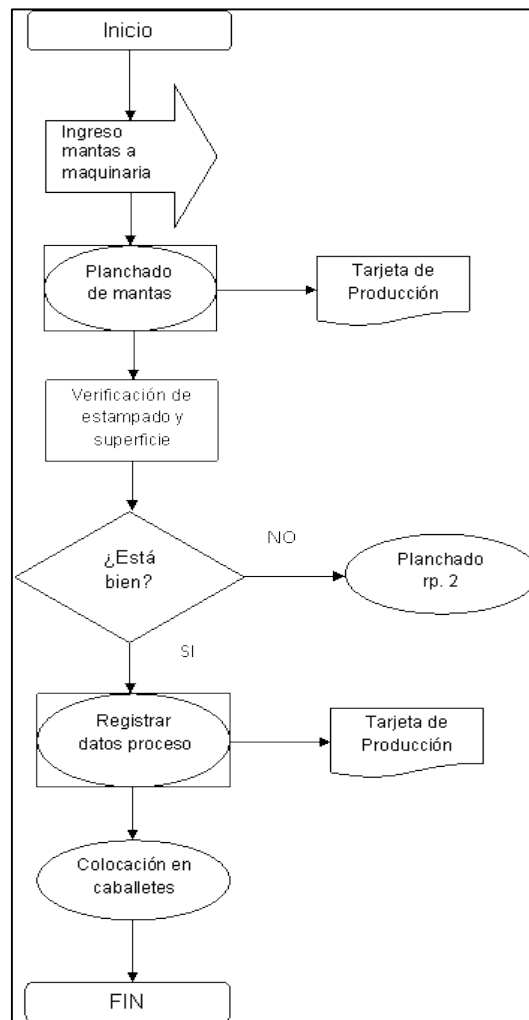 Inicio
Ingreso
mantas a
maquinaria
Planchado
de mantas
Tarjeta de
Producción
Verificación de
estampado y
superficie
¿Está
bien?
NO
Planchado
rp. 2
SI
Registrar
datos proceso
Tarjeta de
Producción
Colocación en
caballetes
FIN